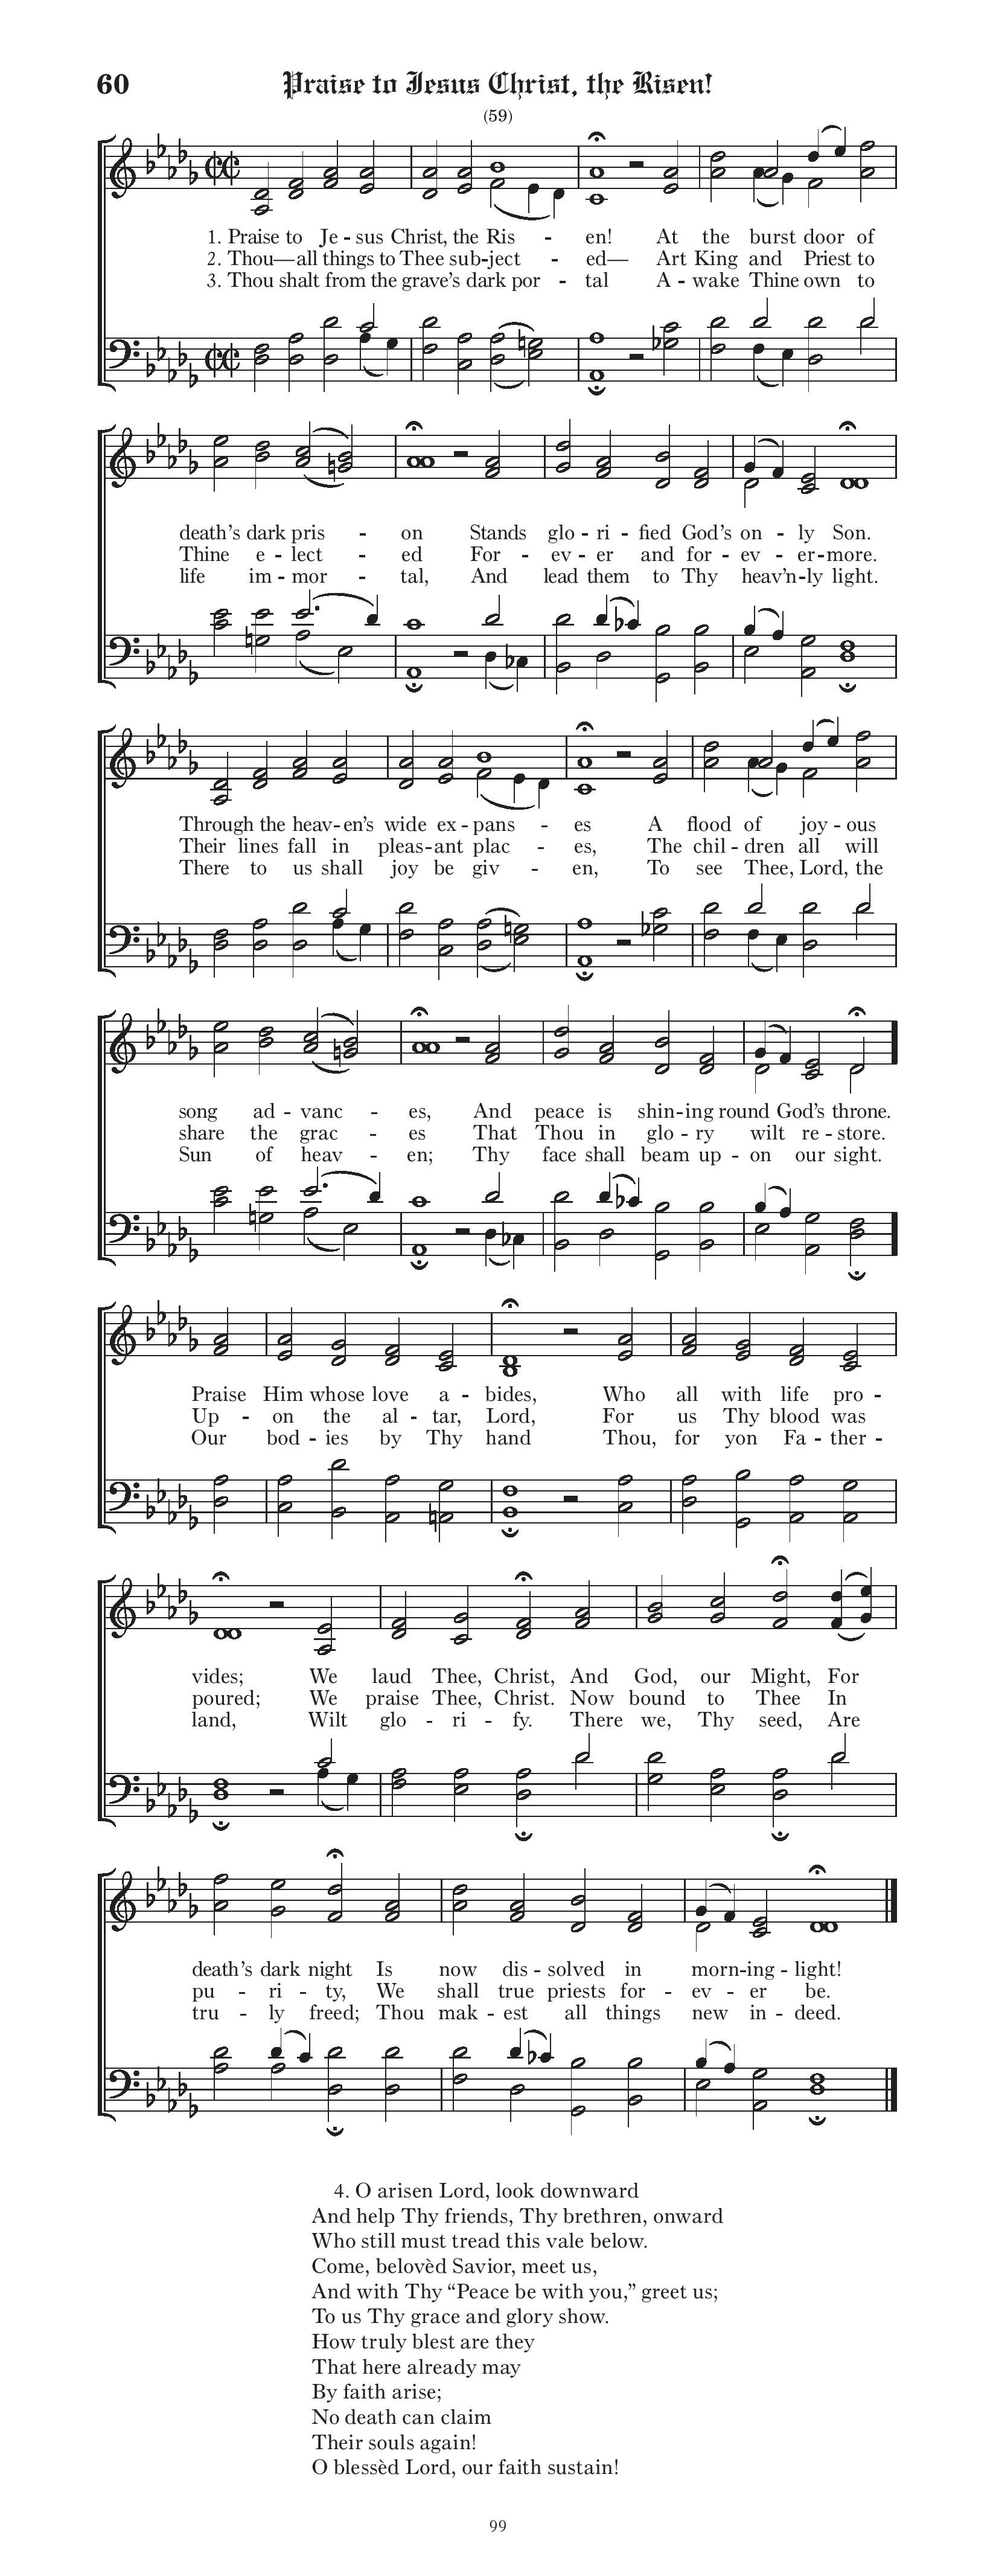 60 Praise to Jesus Christ, the Risen!
(59)
1. Praise to Je - sus Christ, the Ris - en! At the burst door of
2. Thou—all things to Thee sub-ject - ed— Art King and Priest to
3. Thou shalt from the grave’s dark por - tal A - wake Thine own to
death’s dark pris - on Stands glo - ri - fied God’s on - ly Son.
Thine e - lect - ed For - ev - er and for - ev - er-more.
life im - mor - tal, And lead them to Thy heav’n-ly light.
Through the heav-en’s wide ex-pans - es A flood of joy - ous
Their lines fall in pleas-ant plac - es, The chil - dren all will
There to us shall joy be giv - en, To see Thee, Lord, the
song ad - vanc - es, And peace is shin-ing round God’s throne.
share the grac - es That Thou in glo - ry wilt re - store.
Sun of heav - en; Thy face shall beam up - on our sight.
Praise Him whose love a - bides, Who all with life pro -
Up - on the al - tar, Lord, For us Thy blood was
Our bod - ies by Thy hand Thou, for yon Fa - ther -
vides; We laud Thee, Christ, And God, our Might, For
poured; We praise Thee, Christ. Now bound to Thee In
land, Wilt glo - ri - fy. There we, Thy seed, Are
death’s dark night Is now dis - solved in morn-ing - light!
pu - ri - ty, We shall true priests for - ev - er be.
tru - ly freed; Thou mak - est all things new in - deed.
4. O arisen Lord, look downward
And help Thy friends, Thy brethren, onward
Who still must tread this vale below.
Come, belovèd Savior, meet us,
And with Thy “Peace be with you,” greet us;
To us Thy grace and glory show.
How truly blest are they
That here already may
By faith arise;
No death can claim
Their souls again!
O blessèd Lord, our faith sustain!
99